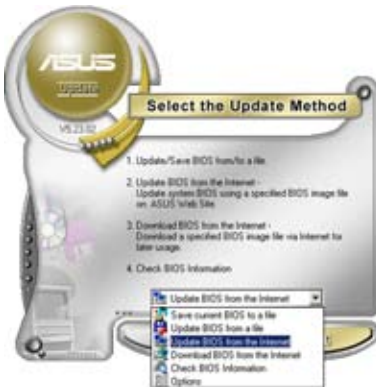 ASUS
Update
V5.23.02
Select the Update Method
1. Update/Save BIOS from/to a file
2. Update BIOS from the Internet -
Update system BIOS using a specified BIOS image file
on ASUS Web Site
3. Download BIOS from the Internet -
Download a specified BIOS image file via Internet for
later usage.
4. Check BIOS Information
Update BIOS from the Internet
Save current BIOS to a file
Update BIOS from a file
Update BIOS from the Internet
Download BIOS from the Internet
Check BIOS Information
Options